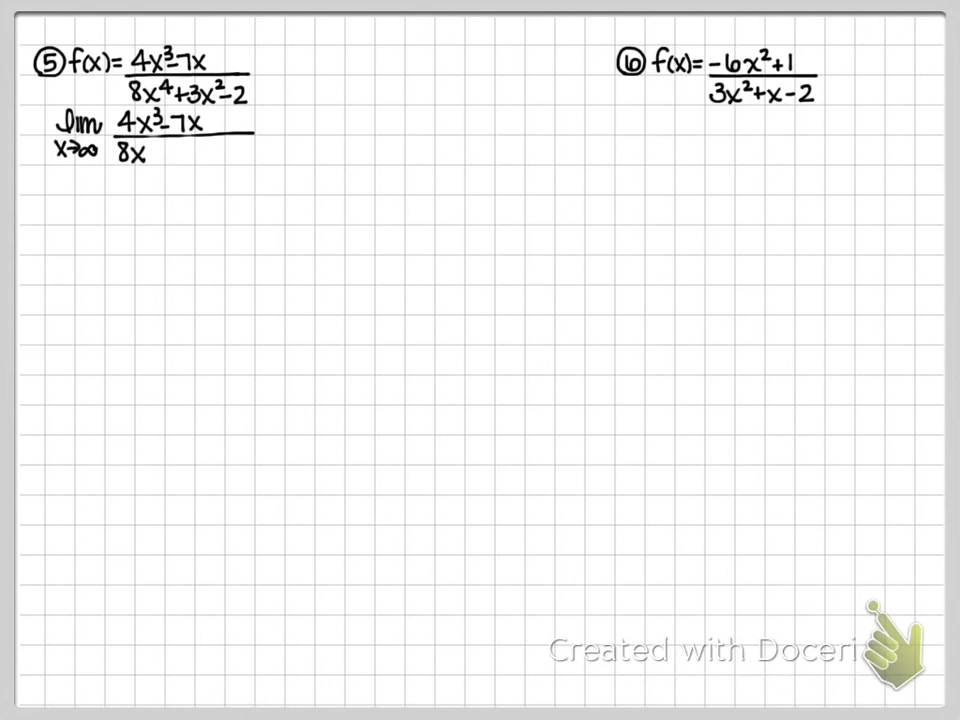 ⑤ f(x)= 4x³-7x
8x⁴+3x²-2
lim 4x³-7x
x→∞ 8x
⑥ f(x)= -6x²+1
3x²+x-2
Created with Doceri